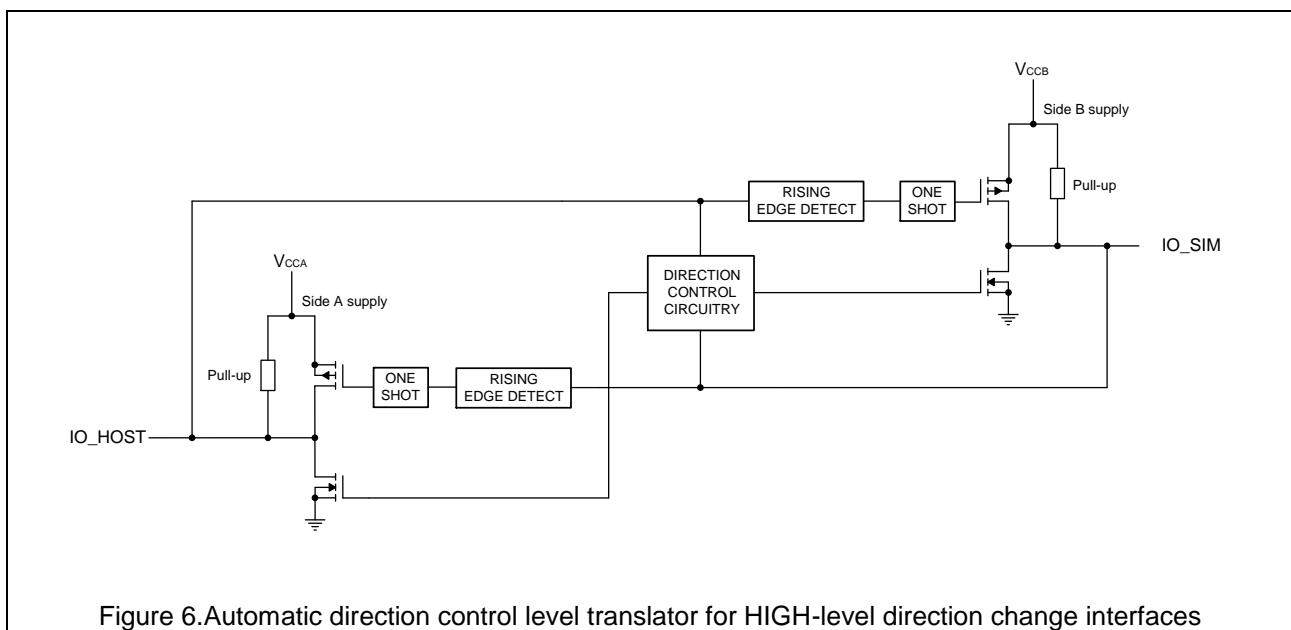 VCCB
Side B supply
RISING
EDGE DETECT
ONE
SHOT
Pull-up
IO_SIM
DIRECTION
CONTROL
CIRCUITRY
VCCA
Side A supply
Pull-up
ONE
SHOT
RISING
EDGE DETECT
IO_HOST
Figure 6.Automatic direction control level translator for HIGH-level direction change interfaces